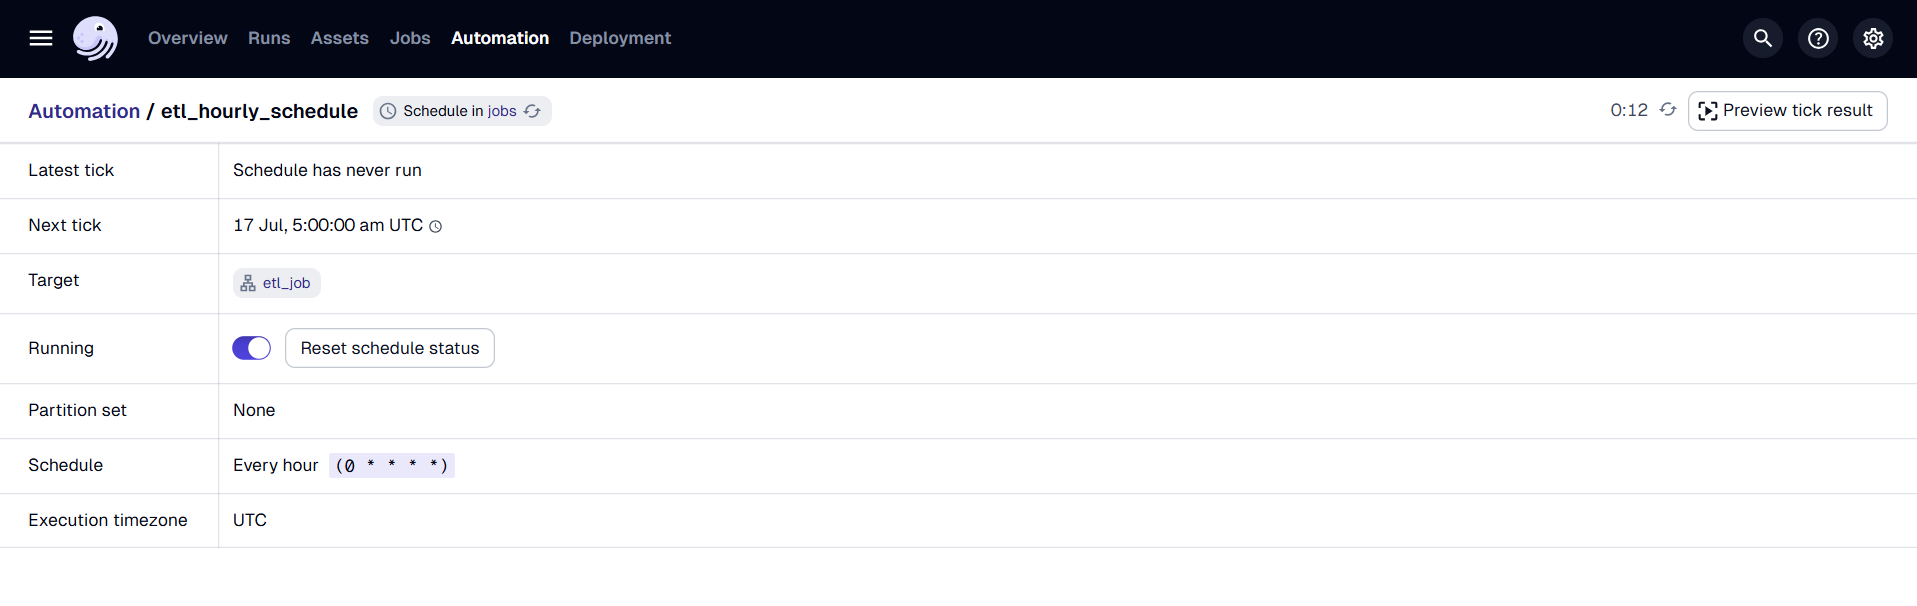 Overview Runs Assets Jobs Automation Deployment
Automation / etl_hourly_schedule Schedule in jobs 0:12 Preview tick result
Latest tick Schedule has never run
Next tick 17 Jul, 5:00:00 am UTC
Target etl_job
Running Reset schedule status
Partition set None
Schedule Every hour (0 * * * *)
Execution timezone UTC